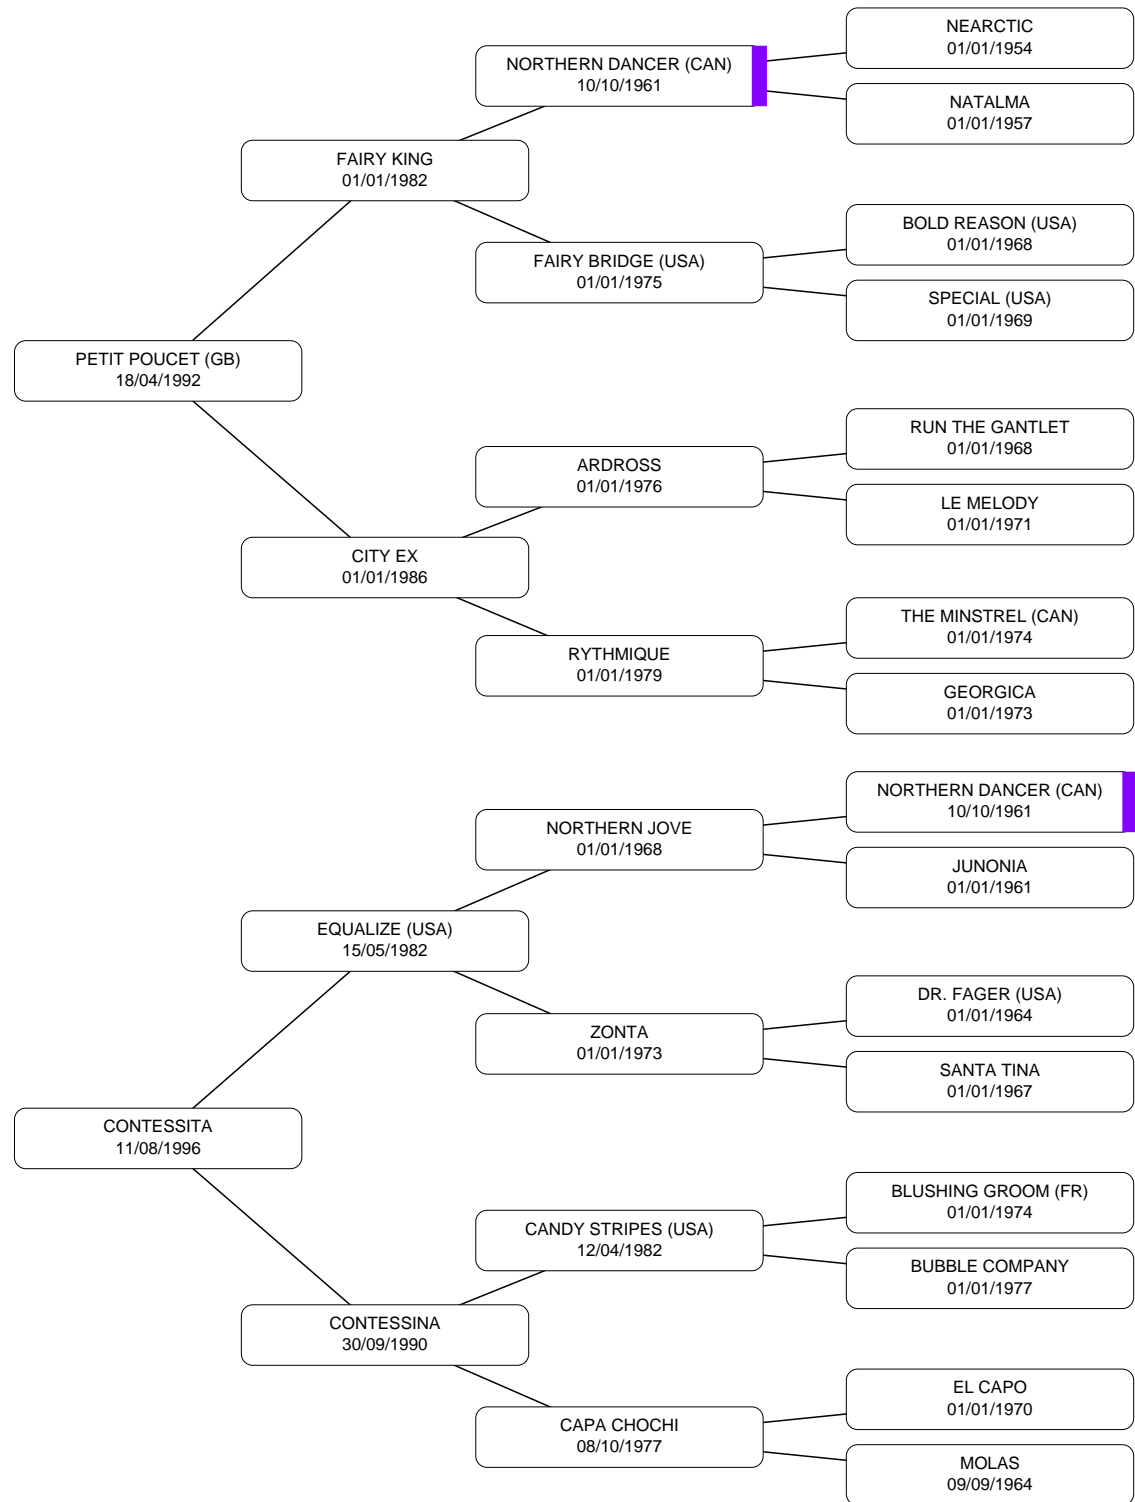 NEARCTIC
01/01/1954
NORTHERN DANCER (CAN)
10/10/1961
NATALMA
01/01/1957
FAIRY KING
01/01/1982
BOLD REASON (USA)
01/01/1968
FAIRY BRIDGE (USA)
01/01/1975
SPECIAL (USA)
01/01/1969
PETIT POUCET (GB)
18/04/1992
RUN THE GANTLET
01/01/1968
ARDROSS
01/01/1976
LE MELODY
01/01/1971
CITY EX
01/01/1986
THE MINSTREL (CAN)
01/01/1974
RYTHMIQUE
01/01/1979
GEORGICA
01/01/1973
NORTHERN DANCER (CAN)
10/10/1961
NORTHERN JOVE
01/01/1968
JUNONIA
01/01/1961
EQUALIZE (USA)
15/05/1982
DR. FAGER (USA)
01/01/1964
ZONTA
01/01/1973
SANTA TINA
01/01/1967
CONTESSITA
11/08/1996
BLUSHING GROOM (FR)
01/01/1974
CANDY STRIPES (USA)
12/04/1982
BUBBLE COMPANY
01/01/1977
CONTESSINA
30/09/1990
EL CAPO
01/01/1970
CAPA CHOCHI
08/10/1977
MOLAS
09/09/1964